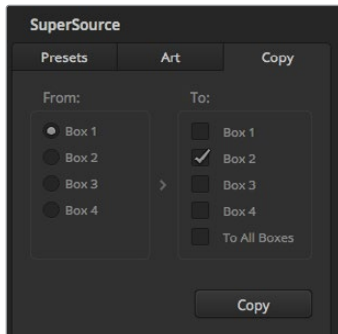 SuperSource
Presets Art Copy
From: To:
Box 1 Box 1
Box 2 Box 2
Box 3 > Box 3
Box 4 Box 4
To All Boxes
Copy